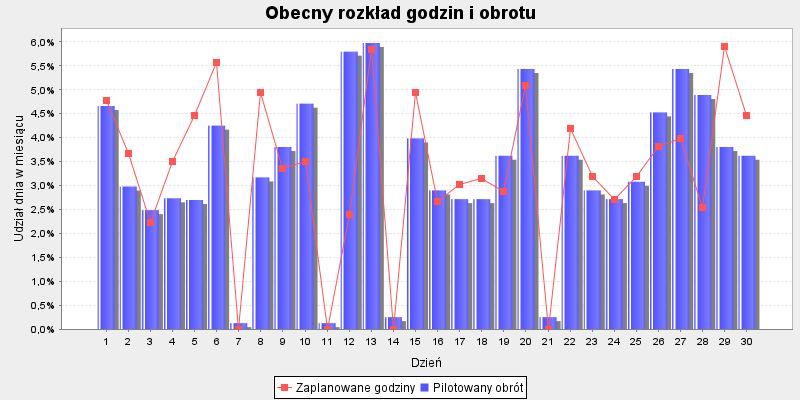 Obecny rozkład godzin i obrotu
Udział dnia w miesiącu
6,0%
5,5%
5,0%
4,5%
4,0%
3,5%
3,0%
2,5%
2,0%
1,5%
1,0%
0,5%
0,0%
1 2 3 4 5 6 7 8 9 10 11 12 13 14 15 16 17 18 19 20 21 22 23 24 25 26 27 28 29 30
Dzień
Zaplanowane godziny Pilotowany obrót